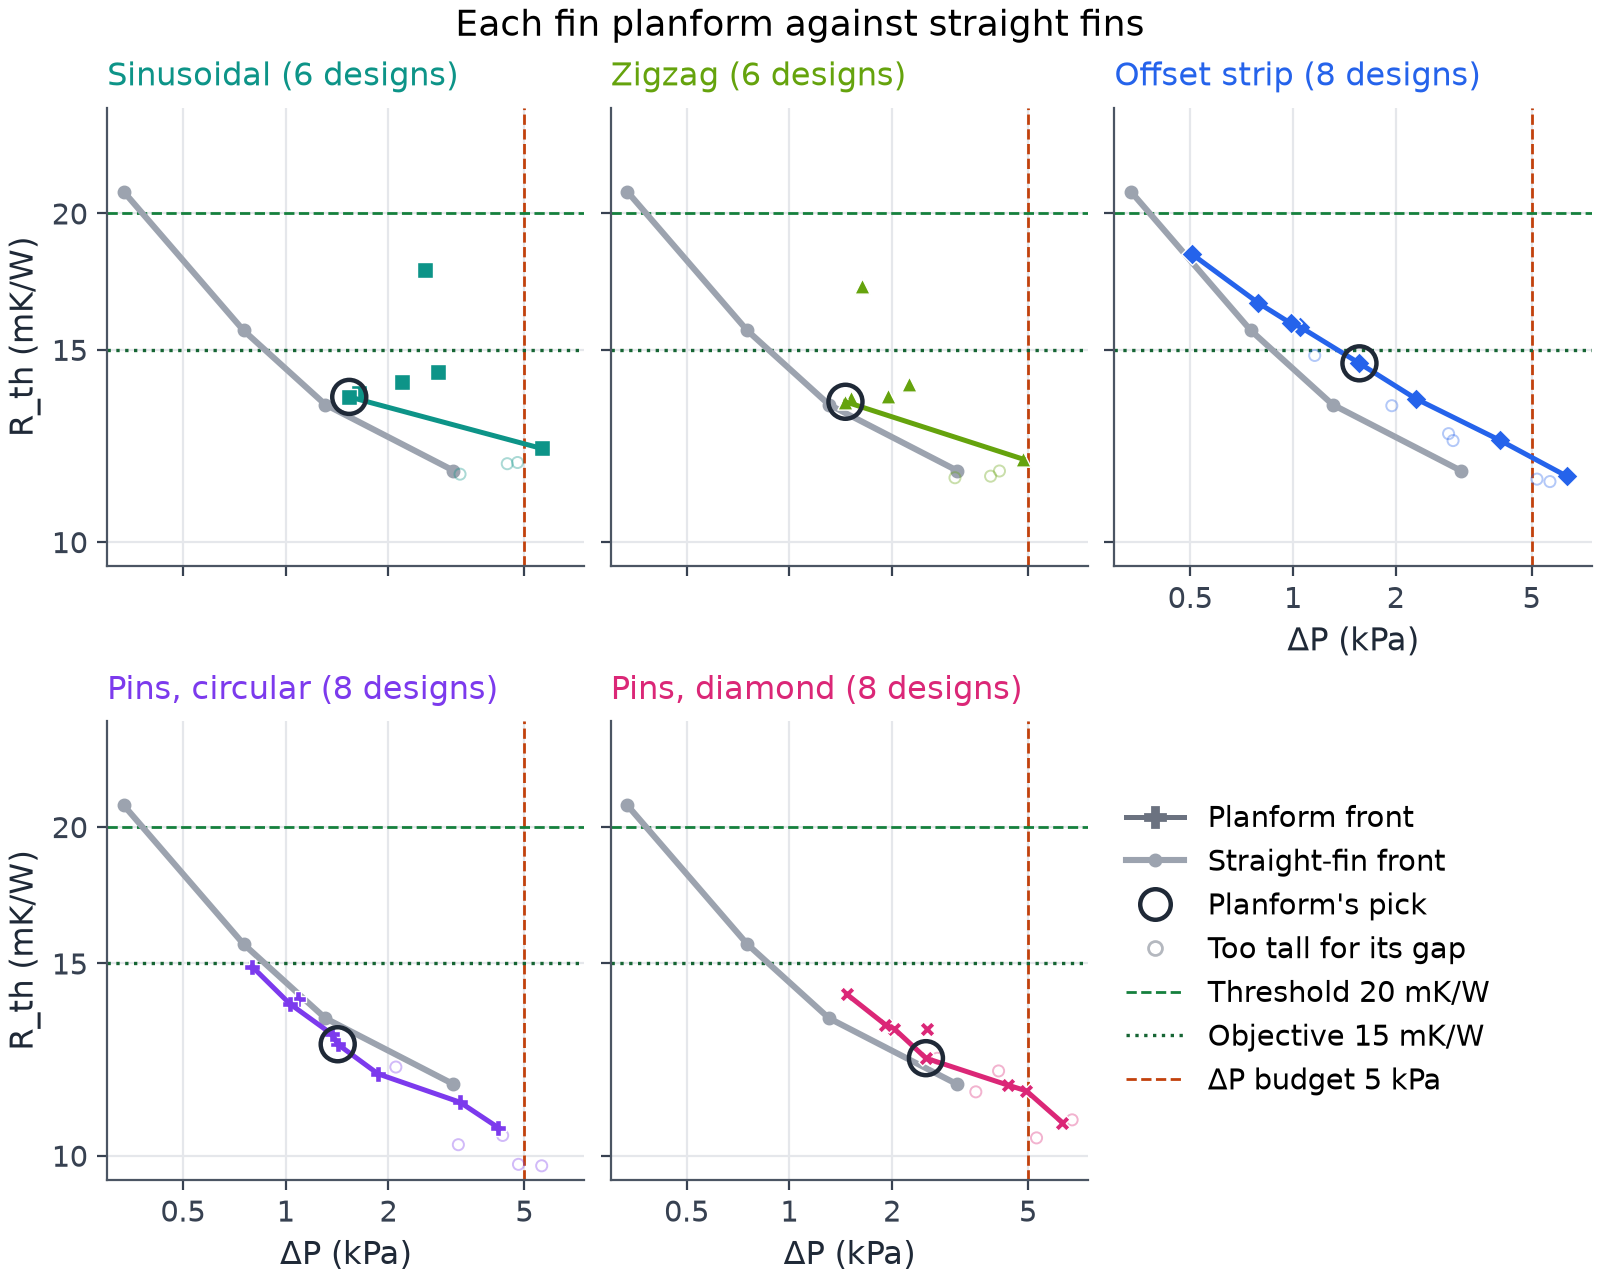 Each fin planform against straight fins
Sinusoidal (6 designs)
Zigzag (6 designs)
Offset strip (8 designs)
R_th (mK/W)
20
15
10
0.5
1
2
5
ΔP (kPa)
Pins, circular (8 designs)
Pins, diamond (8 designs)
R_th (mK/W)
20
15
10
0.5
1
2
5
ΔP (kPa)
0.5
1
2
5
ΔP (kPa)
Planform front
Straight-fin front
Planform's pick
Too tall for its gap
Threshold 20 mK/W
Objective 15 mK/W
ΔP budget 5 kPa